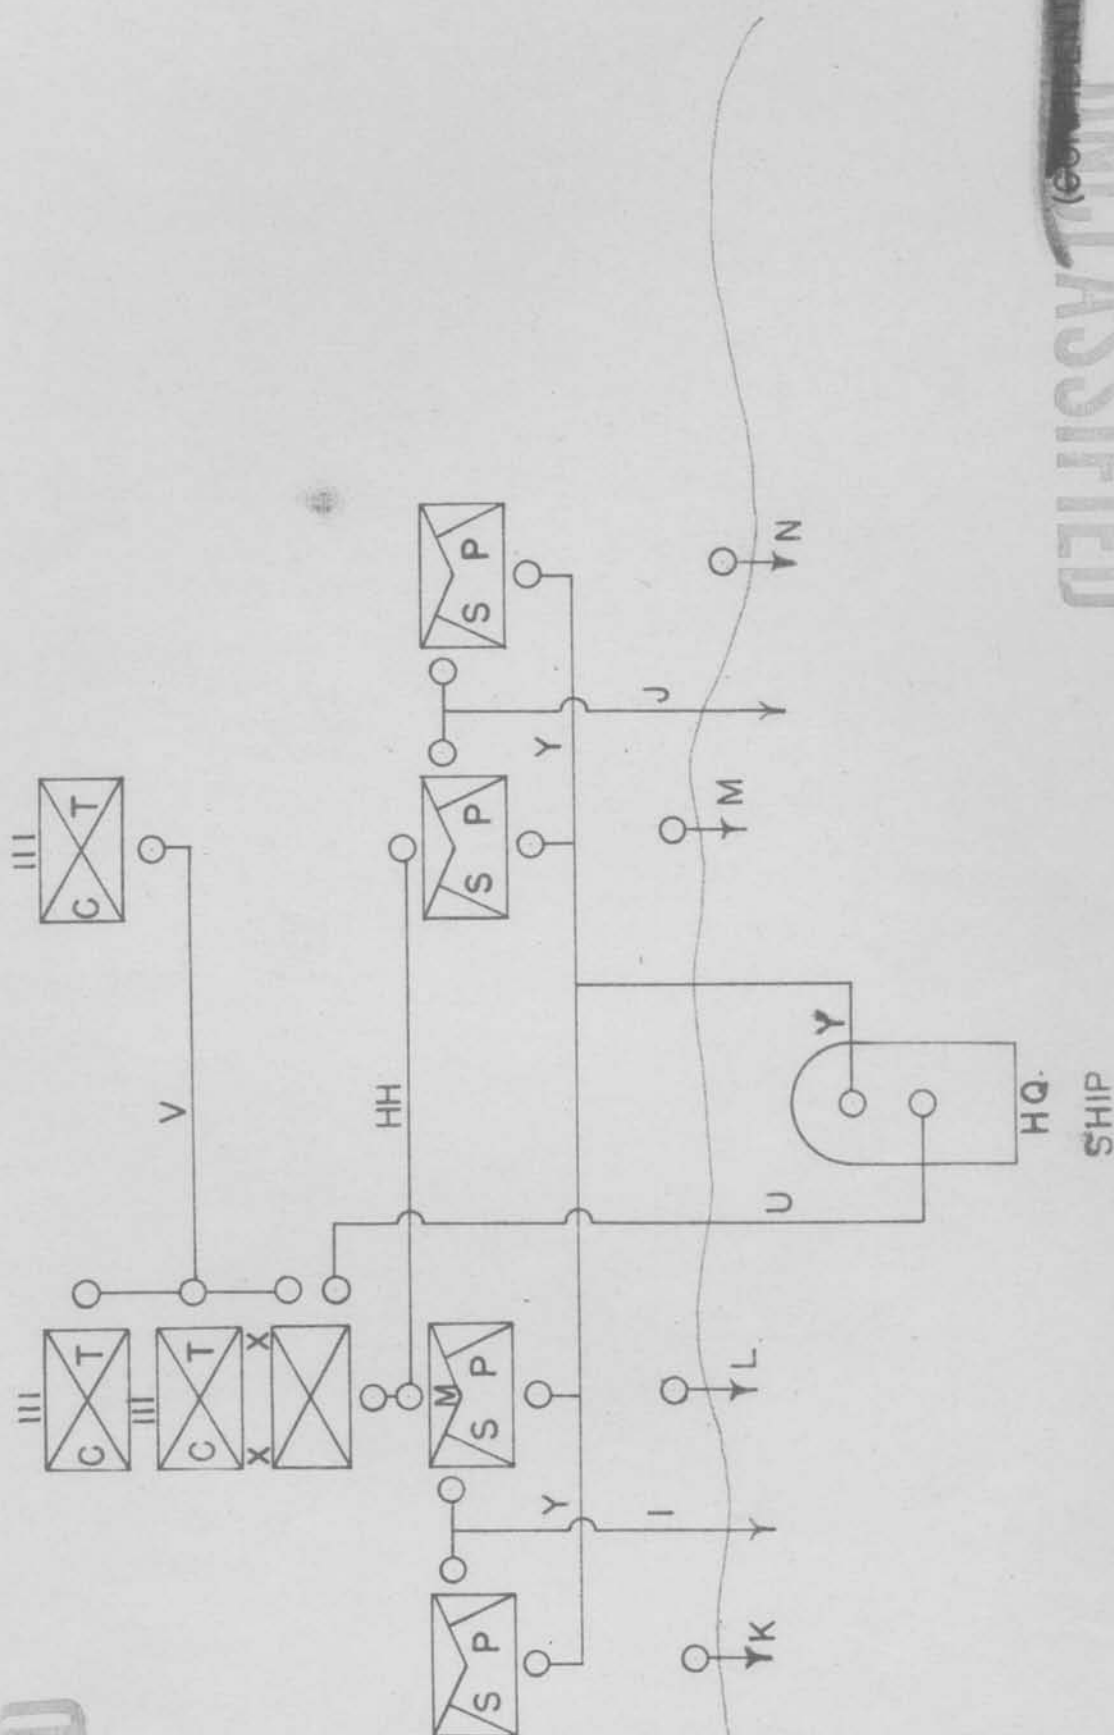 III III
C T C T
III
V
C T
X X
HH
M
S P S P S P S P
Y Y
I J
K L M N
U
Y
HQ.
SHIP
UNCLASSIFIED